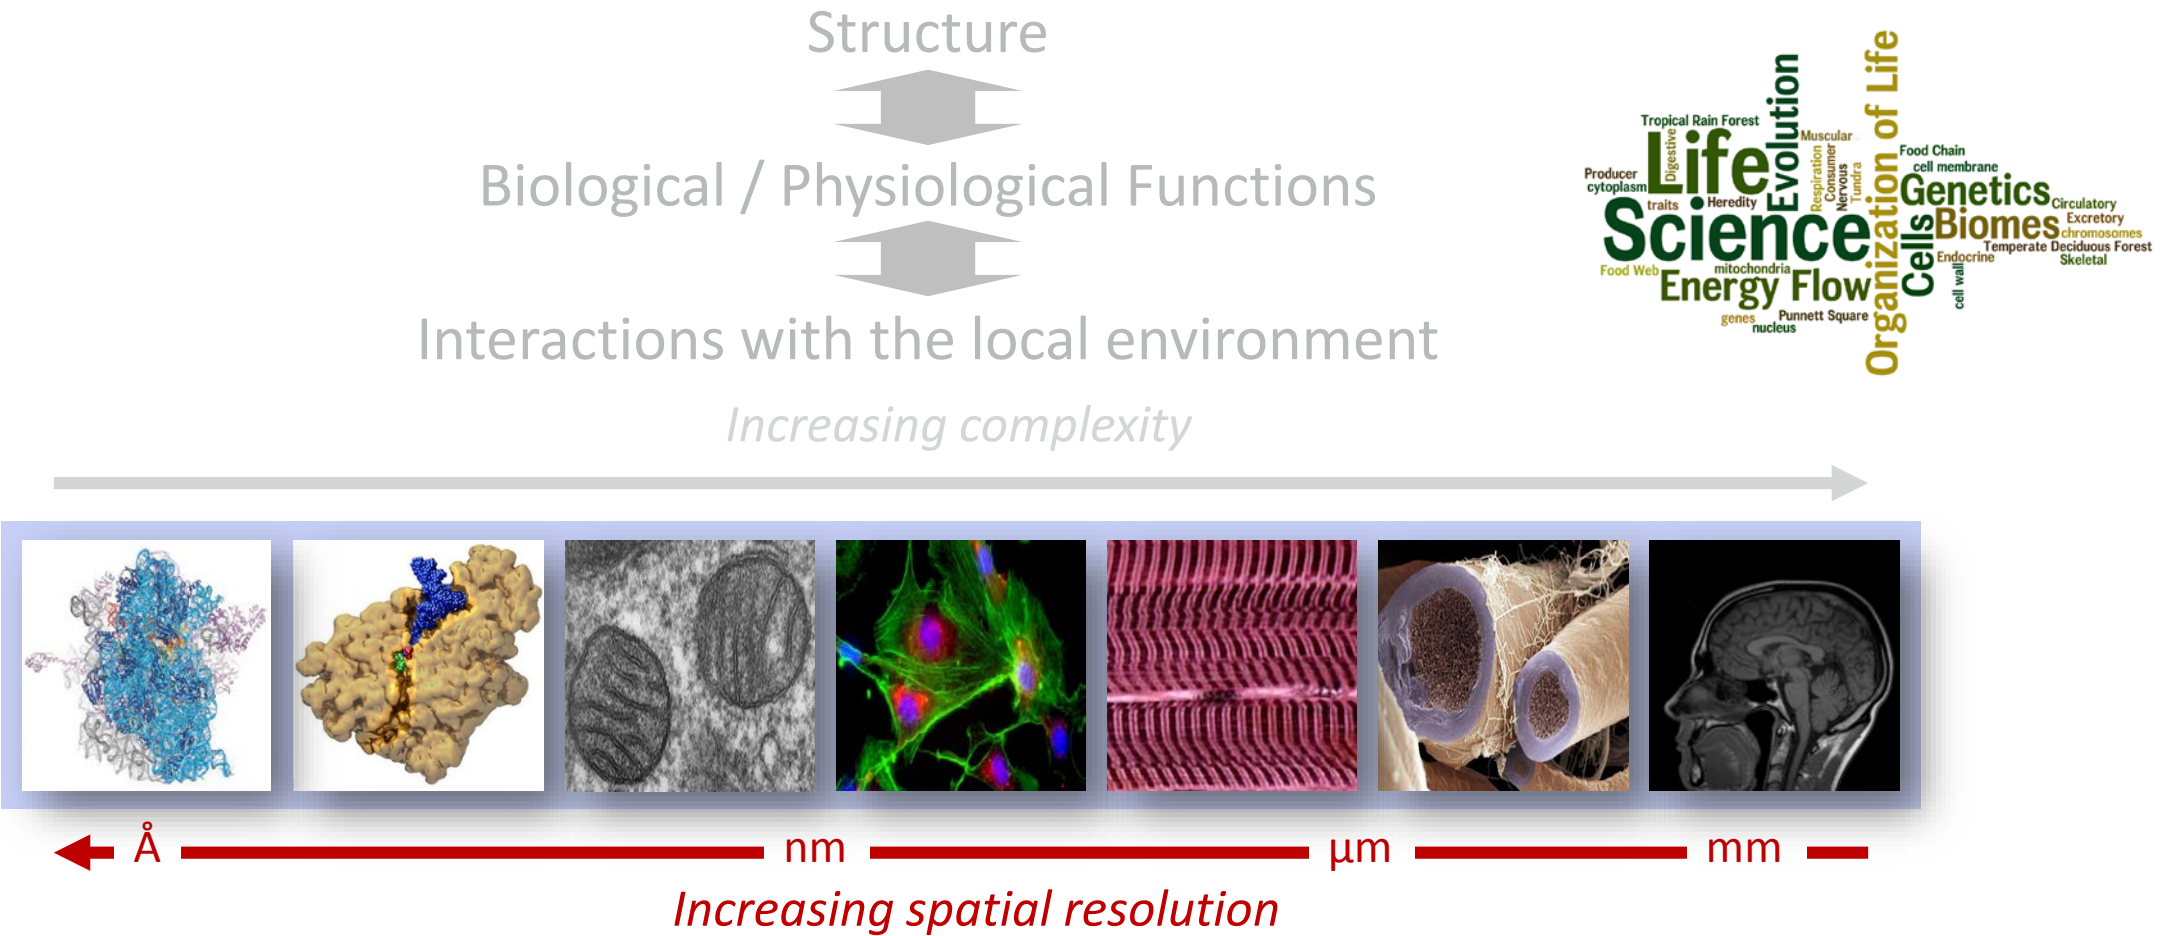 Structure
Biological / Physiological Functions
Interactions with the local environment
Increasing complexity
Tropical Rain Forest
Life
Digestive
Evolution
Muscular
Respiration
Consumer
Nervous
Tundra
Producer
cytoplasm
traits
Heredity
Science
Food Web
mitochondria
Energy Flow
genes
Punnett Square
nucleus
Organization of Life
Food Chain
cell membrane
Genetics
Circulatory
Cells
Biomes
Excretory
chromosomes
Temperate Deciduous Forest
Endocrine
Skeletal
cell wall
Å nm µm mm
Increasing spatial resolution